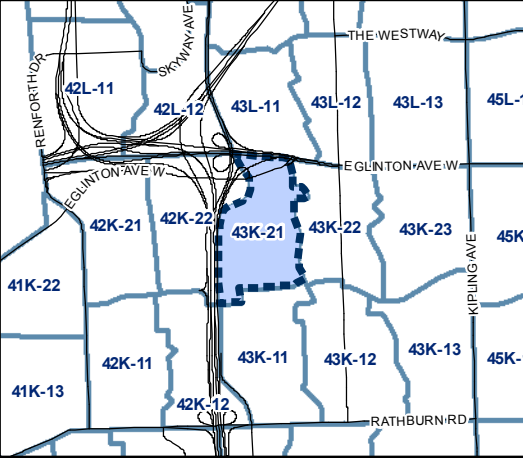 THE WESTWAY
SKYWAY AVE
RENFORTH DR
42L-11
42L-12
43L-11
43L-12
43L-13
45L-1
EGLINTON AVE W
EGLINTON AVE W
42K-21
42K-22
43K-21
43K-22
43K-23
45K
41K-22
KIPLING AVE
42K-11
43K-11
43K-12
43K-13
45K-
41K-13
42K-12
RATHBURN RD